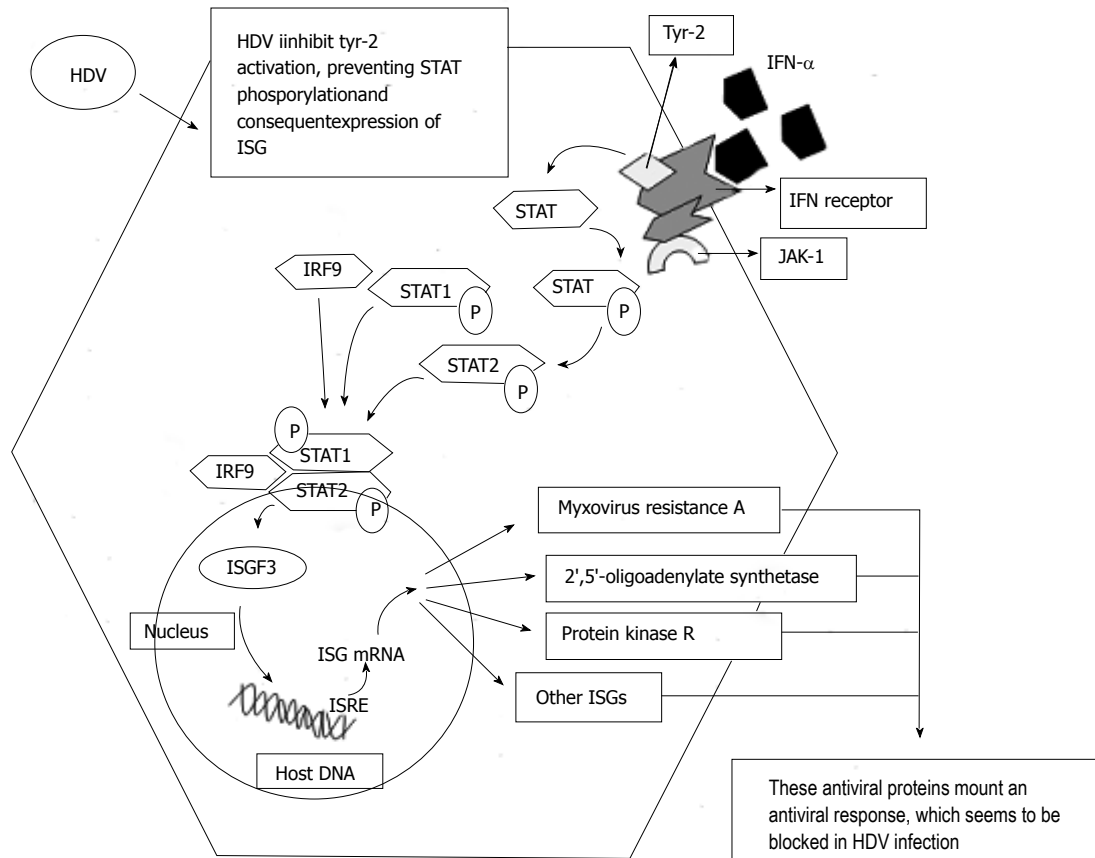 HDV
HDV iinhibit tyr-2
activation, preventing STAT
phosporylationand
consequentexpression of
ISG
Tyr-2
IFN-α
IFN receptor
JAK-1
STAT
STAT
P
IRF9
STAT1
P
STAT2
P
P
STAT1
IRF9
STAT2
P
ISGF3
Nucleus
ISG mRNA
ISRE
Host DNA
Myxovirus resistance A
2',5'-oligoadenylate synthetase
Protein kinase R
Other ISGs
These antiviral proteins mount an
antiviral response, which seems to be
blocked in HDV infection